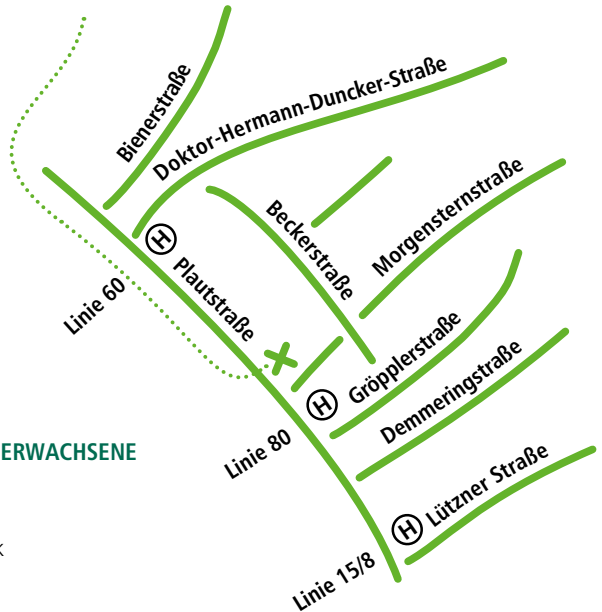 Bienerstraße
Doktor-Hermann-Duncker-Straße
H
Plautstraße
Linie 60
Beckerstraße
Morgensternstraße
H
Gröpplerstraße
Linie 80
Demmeringstraße
ERWACHSENE
H
Lützner Straße
Linie 15/8
K